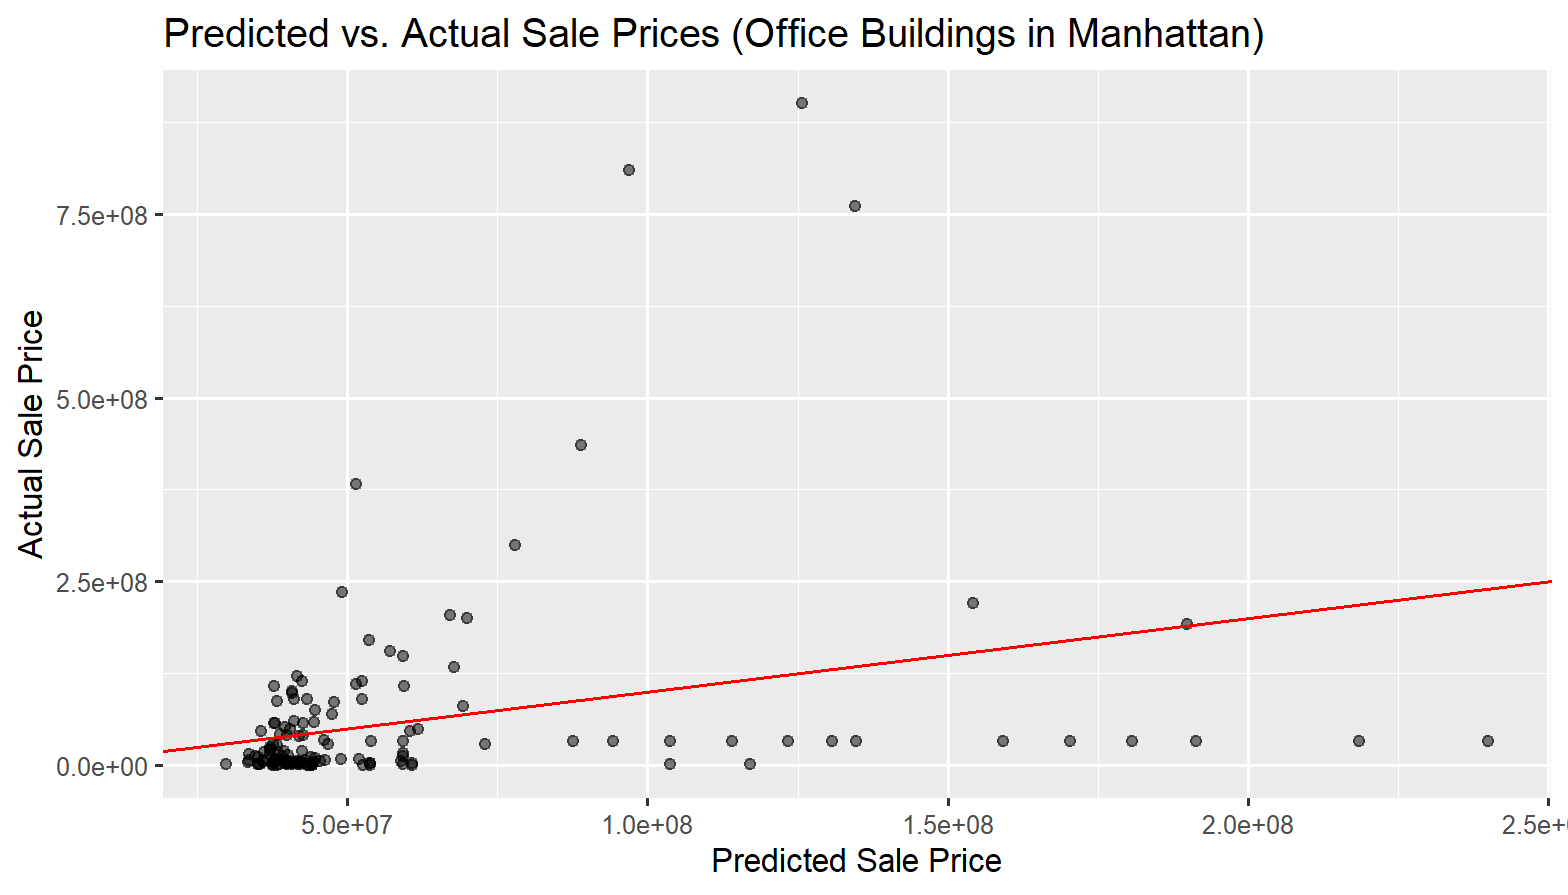 Predicted vs. Actual Sale Prices (Office Buildings in Manhattan)
Actual Sale Price
7.5e+08
5.0e+08
2.5e+08
0.0e+00
5.0e+07
1.0e+08
1.5e+08
2.0e+08
2.5e+
Predicted Sale Price